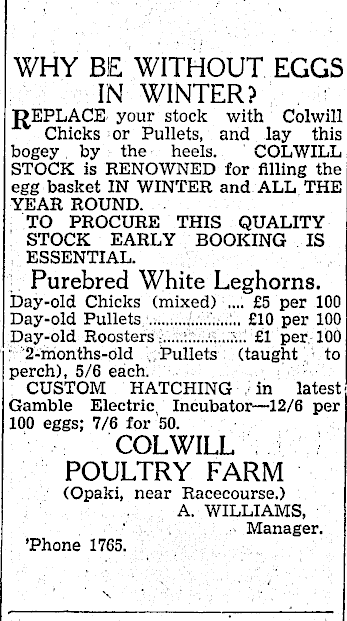 WHY BE WITHOUT EGGS
IN WINTER?
REPLACE your stock with Colwill
Chicks or Pullets, and lay this
bogey by the heels. COLWILL
STOCK is RENOWNED for filling the
egg basket IN WINTER and ALL THE
YEAR ROUND.
TO PROCURE THIS QUALITY
STOCK EARLY BOOKING IS
ESSENTIAL.
Purebred White Leghorns.
Day-old Chicks (mixed) .... £5 per 100
Day-old Pullets ...................... £10 per 100
Day-old Roosters ..................... £1 per 100
2-months-old Pullets (taught to
perch), 5/6 each.
CUSTOM HATCHING in latest
Gamble Electric Incubator—12/6 per
100 eggs; 7/6 for 50.
COLWILL
POULTRY FARM
(Opaki, near Racecourse.)
A. WILLIAMS,
Manager.
'Phone 1765.